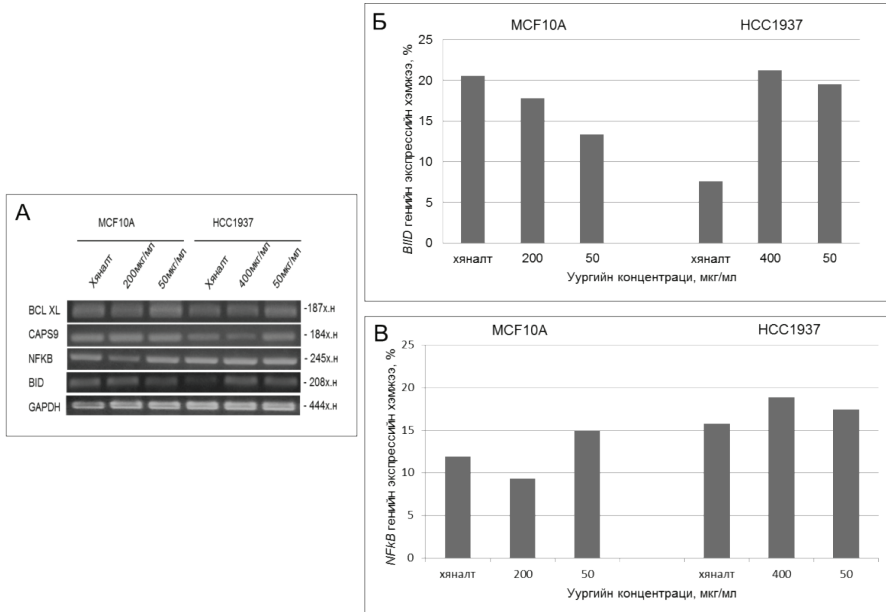 А
MCF10A HCC1937
Хяналт 200мкг/мл 50мкг/мл Хяналт 400мкг/мл 50мкг/мл
BCL XL -187х.н
CAPS9 - 184х.н
NFKB - 245х.н
BID - 208х.н
GAPDH - 444х.н
Б
MCF10A HCC1937
BIID генийн экспрессийн хэмжээ, %
25
20
15
10
5
0
хяналт 200 50 хяналт 400 50
Уургийн концентраци, мкг/мл
В
MCF10A HCC1937
NFkB генийн экспрессийн хэмжээ, %
25
20
15
10
5
0
хяналт 200 50 хяналт 400 50
Уургийн концентраци, мкг/мл